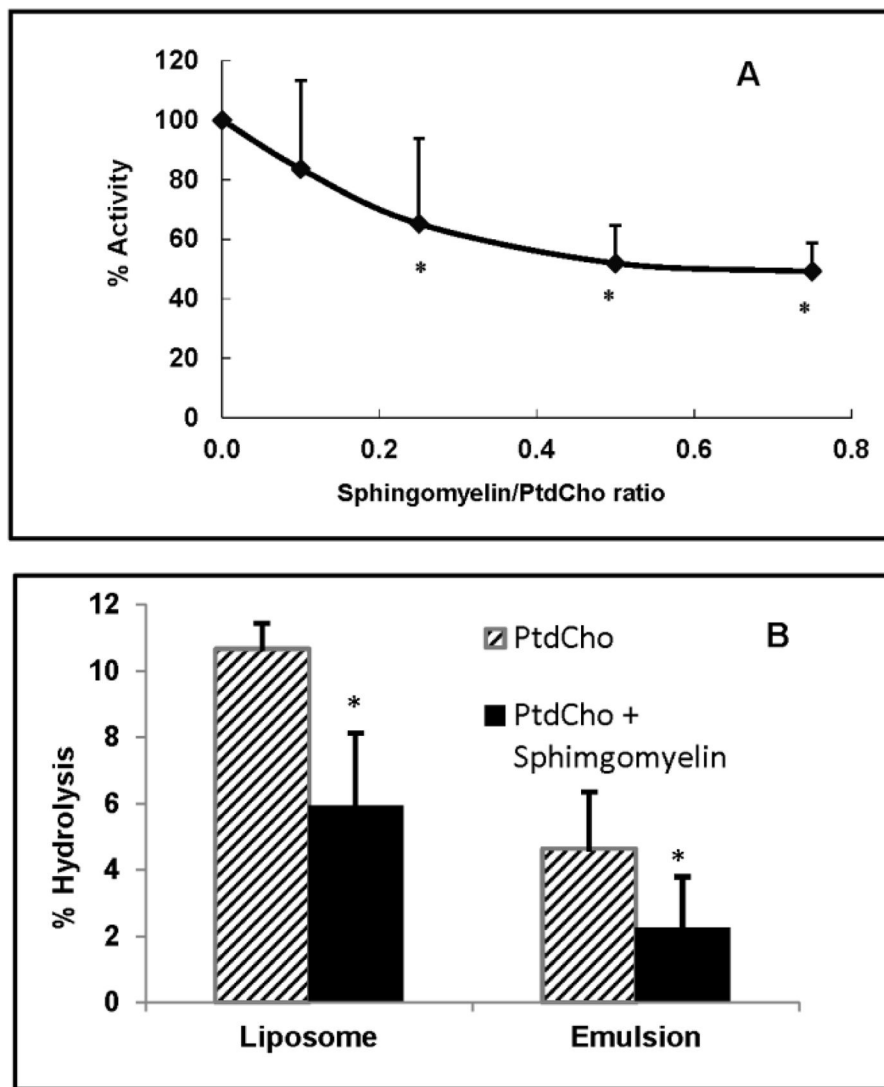 A
120
100
80
60
40
20
0
% Activity
*
*
*
0.0 0.2 0.4 0.6 0.8
Sphingomyelin/PtdCho ratio
B
12
10
8
6
4
2
0
% Hydrolysis
PtdCho
PtdCho +
Sphimgomyelin
*
*
Liposome Emulsion